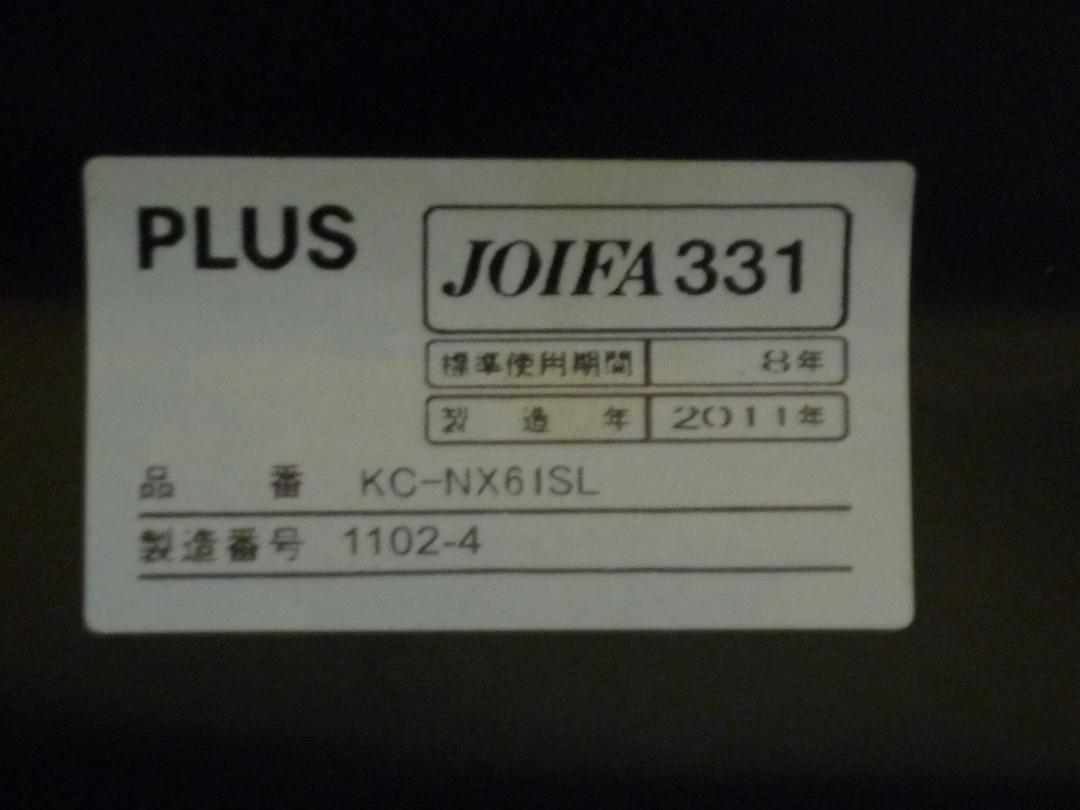 PLUS
JOIFA 331
標準使用期間 8年
製造年 2011年
品番 KC-NX61SL
製造番号 1102-4